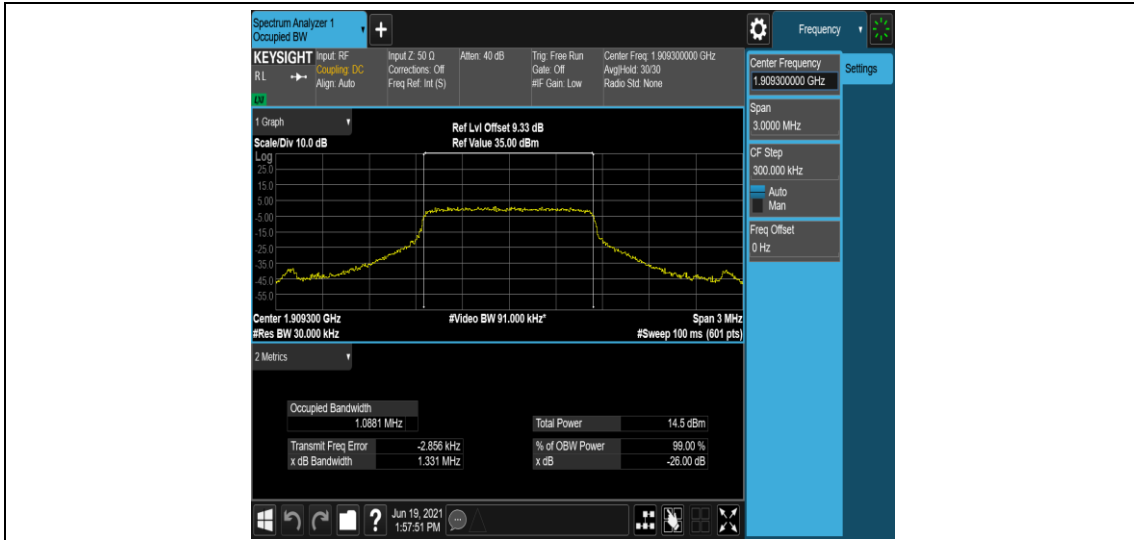 Spectrum Analyzer 1
Occupied BW
+
Frequency
KEYSIGHT Input: RF Input Z: 50 Ω Atten: 40 dB Trig: Free Run Center Freq: 1.909300000 GHz
RL Coupling: DC Corrections: Off Gate: Off Avg|Hold: 30/30
Align: Auto Freq Ref: Int (S) #IF Gain: Low Radio Std: None
Center Frequency
1.909300000 GHz
Settings
Span
3.0000 MHz
CF Step
300.000 kHz
Auto
Man
Freq Offset
0 Hz
1 Graph
Ref Lvl Offset 9.33 dB
Scale/Div 10.0 dB Ref Value 35.00 dBm
Log
25.0
15.0
5.00
-5.00
-15.0
-25.0
-35.0
-45.0
-55.0
Center 1.909300 GHz #Video BW 91.000 kHz* Span 3 MHz
#Res BW 30.000 kHz #Sweep 100 ms (601 pts)
2 Metrics
Occupied Bandwidth
1.0881 MHz Total Power 14.5 dBm
Transmit Freq Error -2.856 kHz % of OBW Power 99.00 %
x dB Bandwidth 1.331 MHz x dB -26.00 dB
? Jun 19, 2021
1:57:51 PM